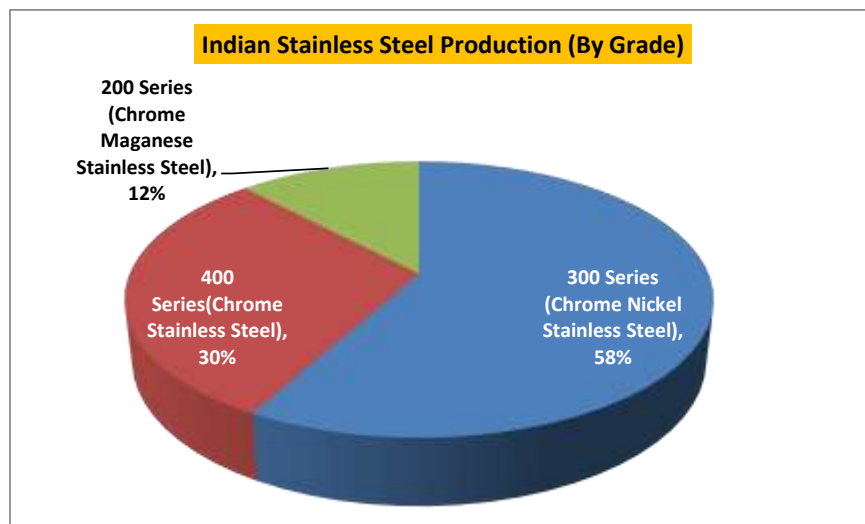 Indian Stainless Steel Production (By Grade)
200 Series
(Chrome
Maganese
Stainless Steel),
12%
400
Series(Chrome
Stainless Steel),
30%
300 Series
(Chrome Nickel
Stainless Steel),
58%